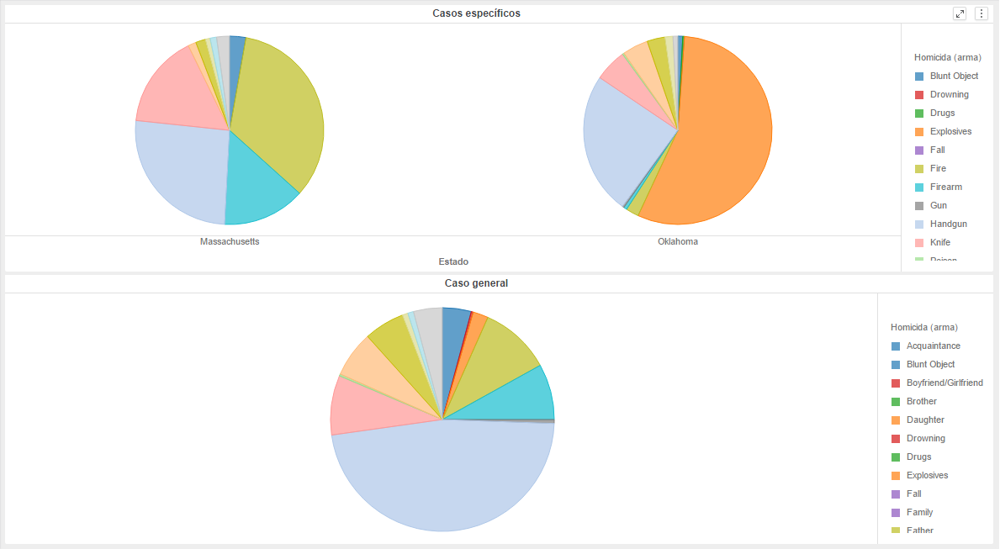 Casos específicos
Homicida (arma)
Blunt Object
Drowning
Drugs
Explosives
Fall
Fire
Firearm
Gun
Handgun
Knife
Massachusetts
Oklahoma
Estado
Caso general
Homicida (arma)
Acquaintance
Blunt Object
Boyfriend/Girlfriend
Brother
Daughter
Drowning
Drugs
Explosives
Fall
Family
Father